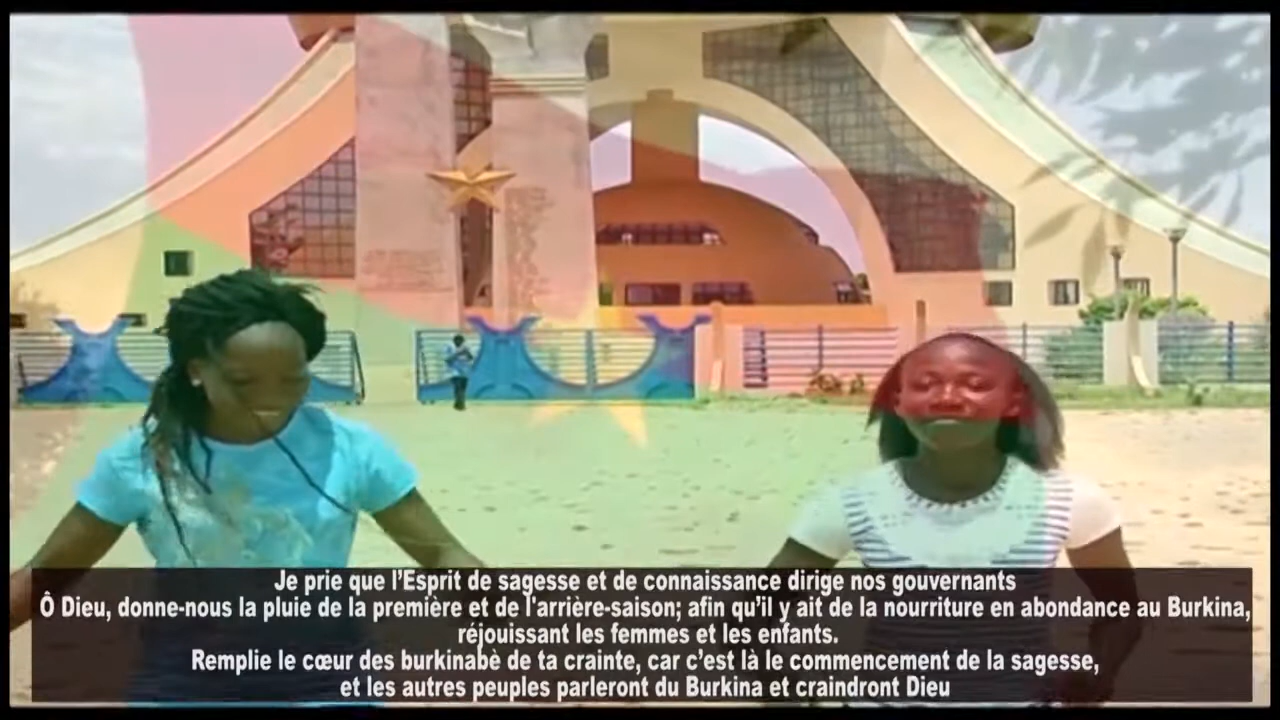 Je prie que l’Esprit de sagesse et de connaissance dirige nos gouvernants
Ô Dieu, donne-nous la pluie de la première et de l'arrière-saison; afin qu’il y ait de la nourriture en abondance au Burkina,
réjouissant les femmes et les enfants.
Remplie le cœur des burkinabè de ta crainte, car c’est là le commencement de la sagesse,
et les autres peuples parleront du Burkina et craindront Dieu